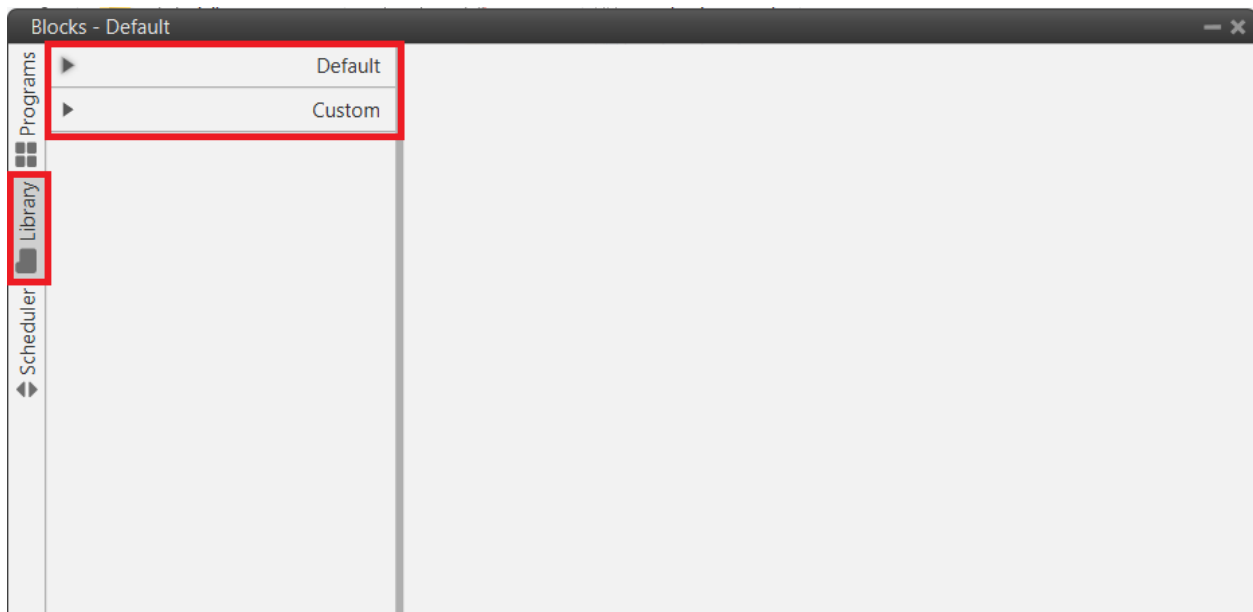 Blocks - Default
Programs
Library
Scheduler
Default
Custom